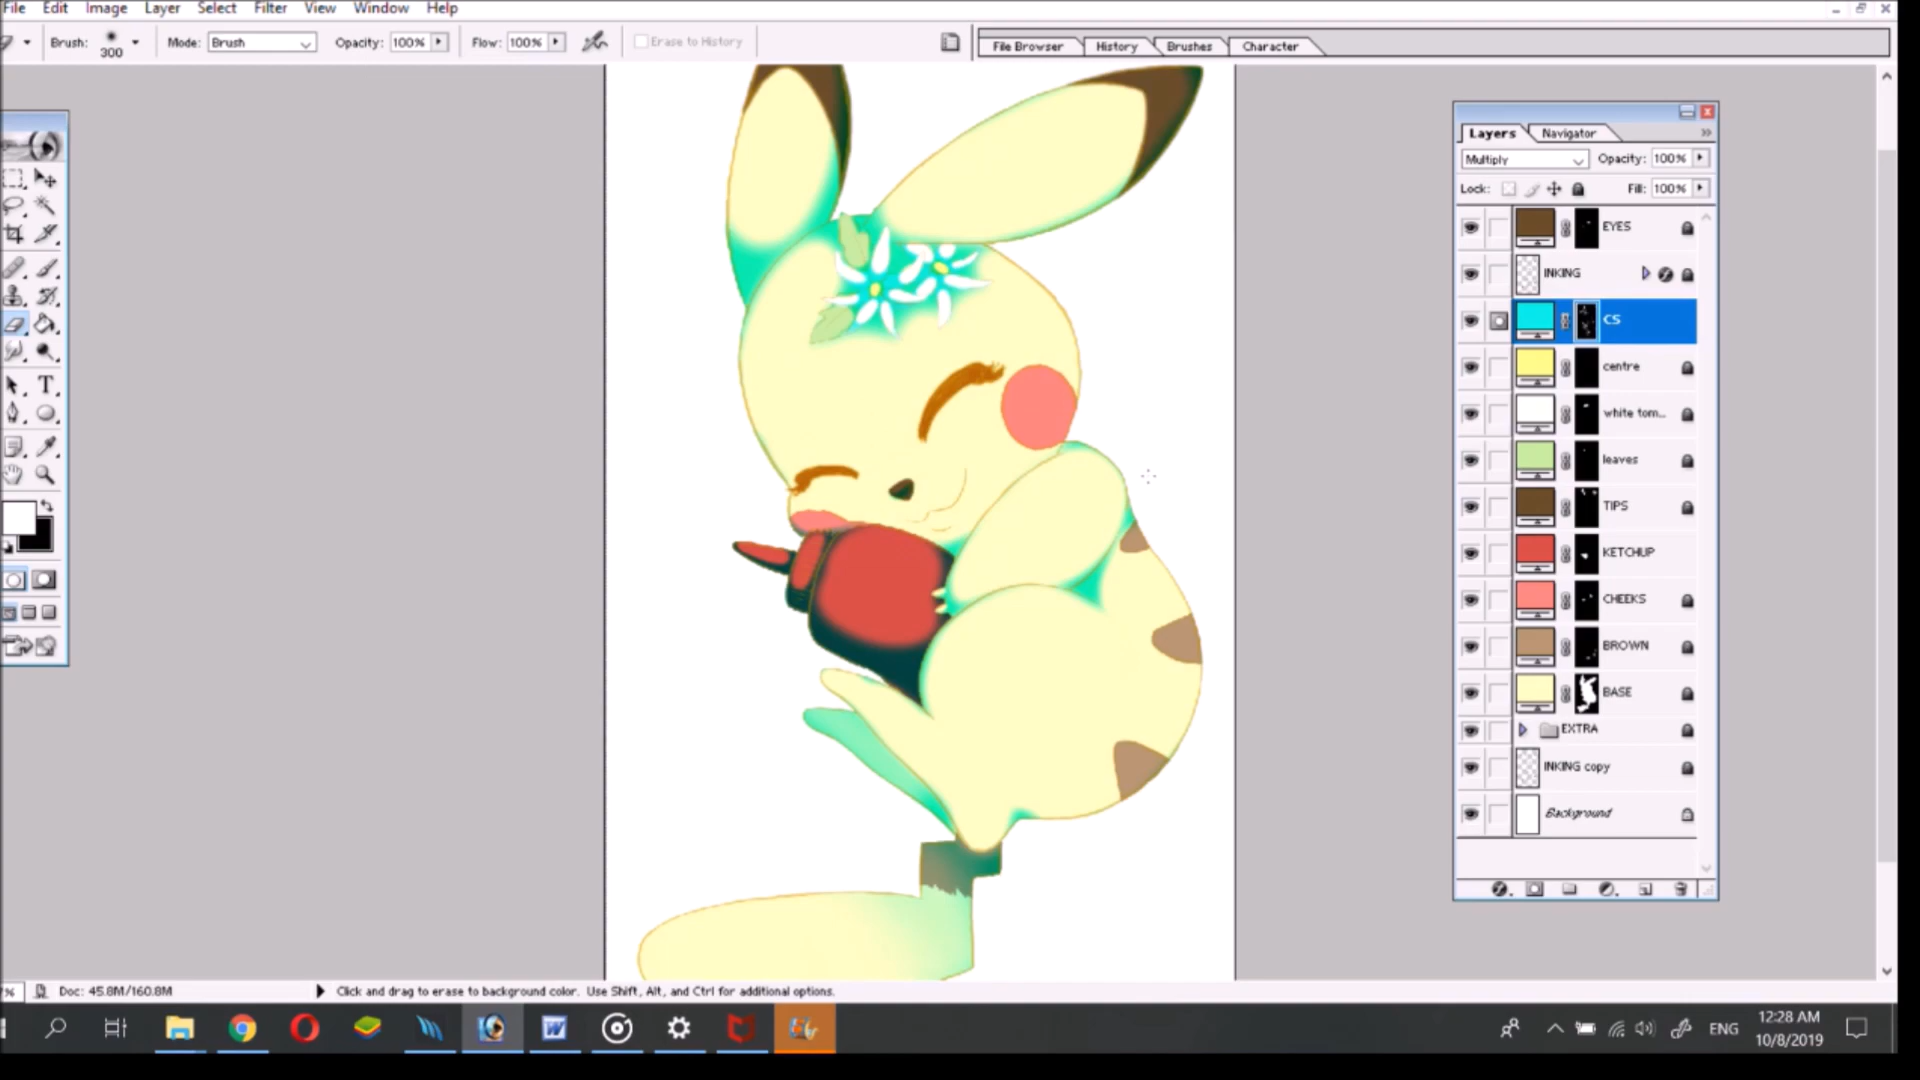 File Edit Image Layer Select Filter View Window Help
Brush: 300 Mode: Brush Opacity: 100% Flow: 100% Erase to History
File Browser History Brushes Character
Layers Navigator
Multiply Opacity: 100%
Lock: Fill: 100%
EYES
INKING
CS
centre
white tom...
leaves
TIPS
KETCHUP
CHEEKS
BROWN
BASE
EXTRA
INKING copy
Background
T
% Doc: 45.8M/160.8M Click and drag to erase to background color. Use Shift, Alt, and Ctrl for additional options.
W
ENG
12:28 AM
10/8/2019